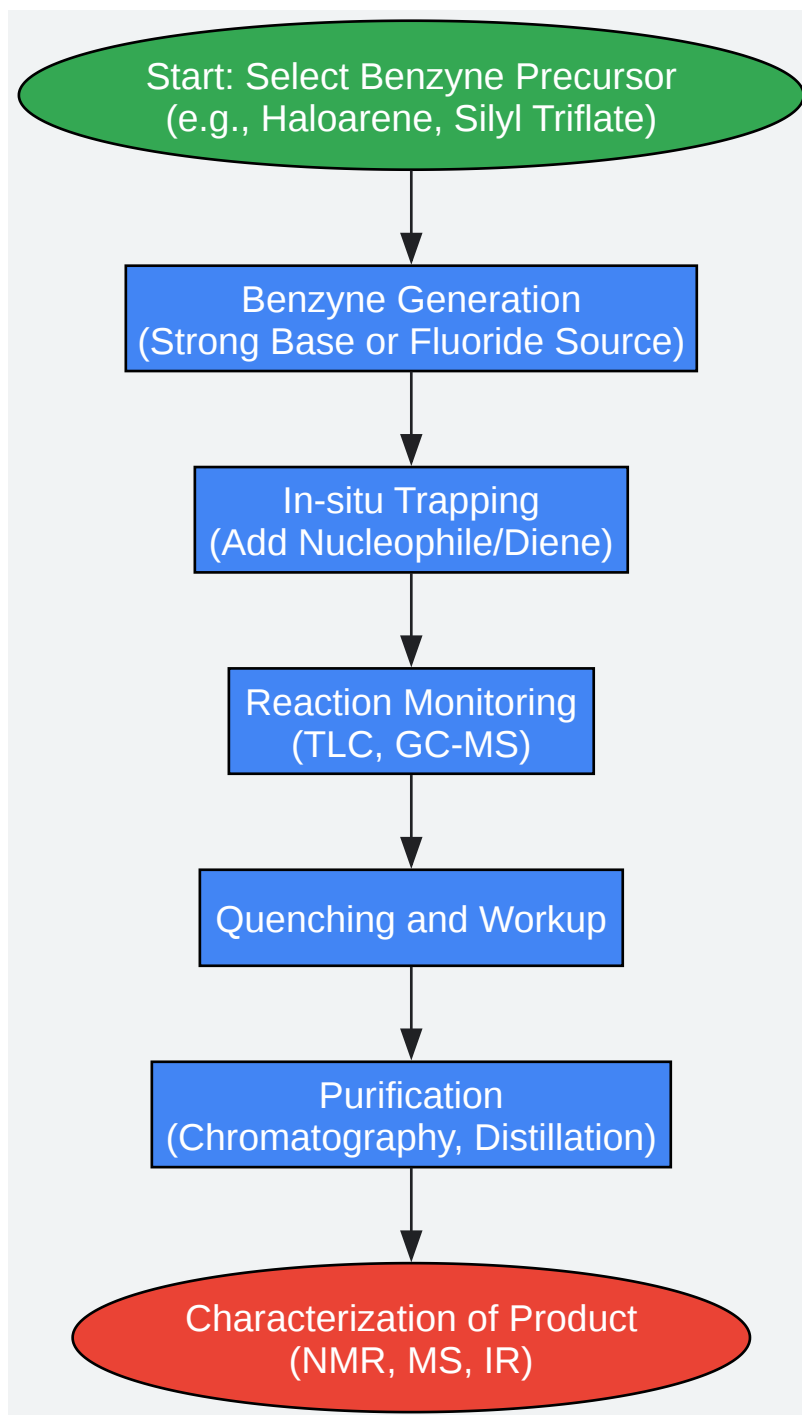 Start: Select Benzyne Precursor
(e.g., Haloarene, Silyl Triflate)
Benzyne Generation
(Strong Base or Fluoride Source)
In-situ Trapping
(Add Nucleophile/Diene)
Reaction Monitoring
(TLC, GC-MS)
Quenching and Workup
Purification
(Chromatography, Distillation)
Characterization of Product
(NMR, MS, IR)